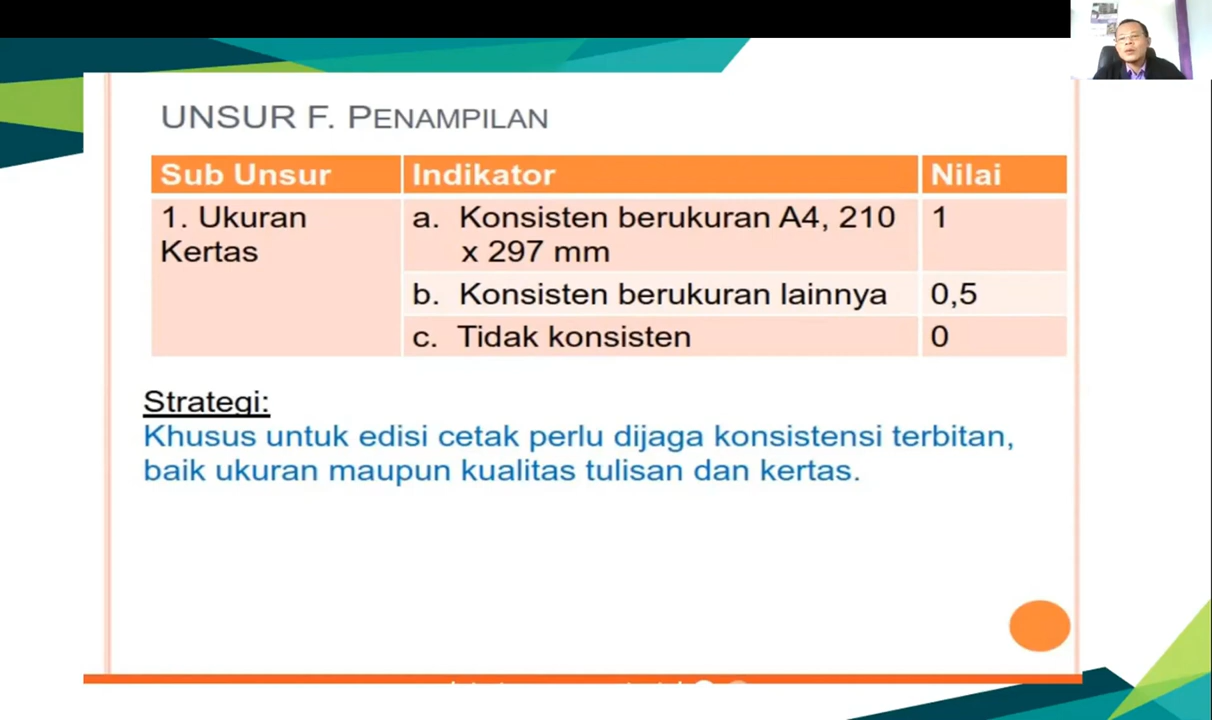 UNSUR F. PENAMPILAN
Sub Unsur Indikator Nilai
1. Ukuran Kertas
a. Konsisten berukuran A4, 210 x 297 mm
1
b. Konsisten berukuran lainnya 0,5
c. Tidak konsisten 0
Strategi:
Khusus untuk edisi cetak perlu dijaga konsistensi terbitan,
baik ukuran maupun kualitas tulisan dan kertas.